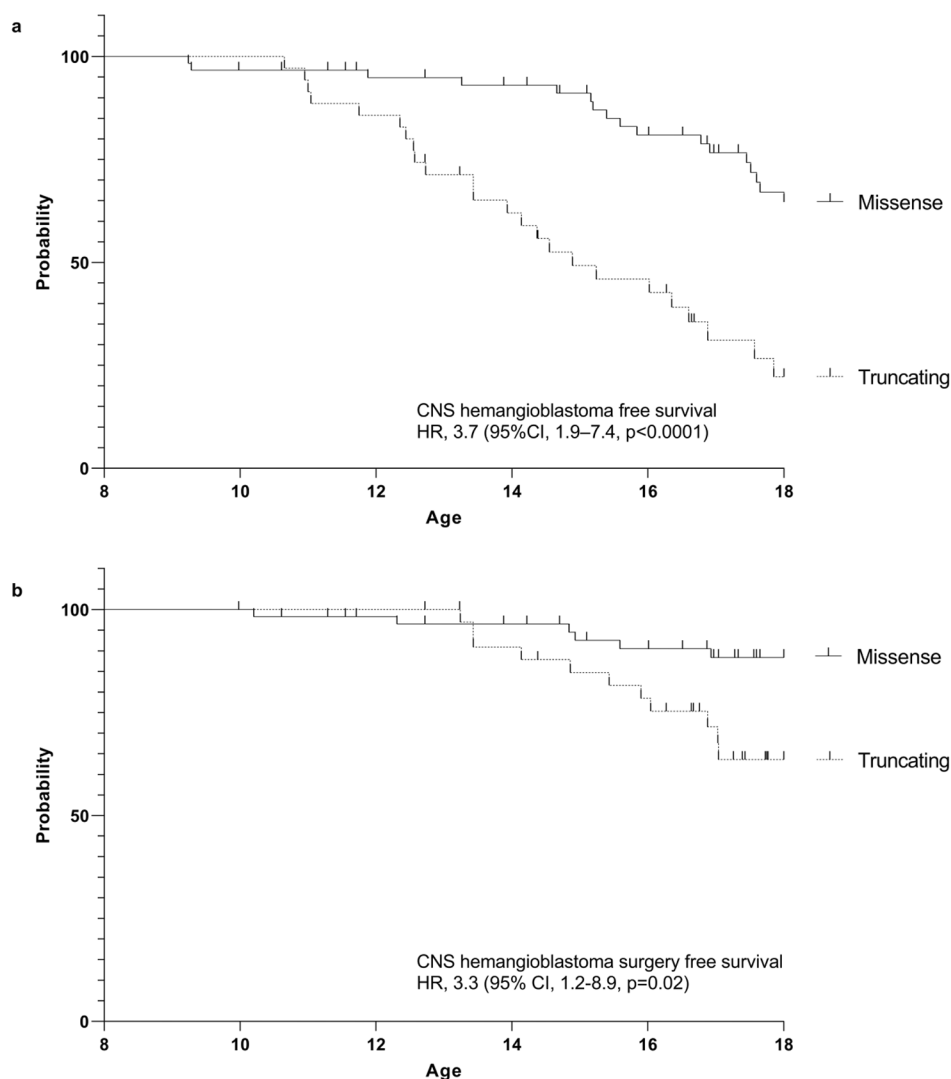 a
100
50
0
Probability
8 10 12 14 16 18
Age
Missense
Truncating
CNS hemangioblastoma free survival
HR, 3.7 (95%CI, 1.9–7.4, p<0.0001)
b
100
50
0
Probability
8 10 12 14 16 18
Age
Missense
Truncating
CNS hemangioblastoma surgery free survival
HR, 3.3 (95% CI, 1.2-8.9, p=0.02)